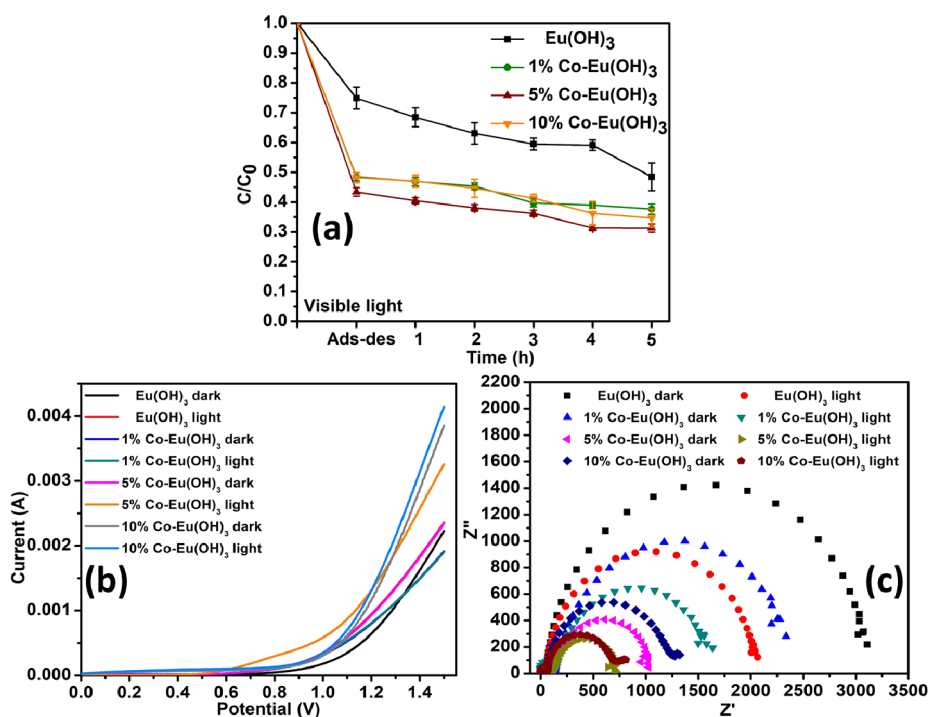 1.0
0.9
0.8
0.7
0.6
0.5
0.4
0.3
0.2
0.1
0.0
C/C₀
Eu(OH)₃
1% Co-Eu(OH)₃
5% Co-Eu(OH)₃
10% Co-Eu(OH)₃
(a)
Visible light
Ads-des 1 2 3 4 5
Time (h)
0.004
0.003
0.002
0.001
0.000
Current (A)
Eu(OH)₃ dark
Eu(OH)₃ light
1% Co-Eu(OH)₃ dark
1% Co-Eu(OH)₃ light
5% Co-Eu(OH)₃ dark
5% Co-Eu(OH)₃ light
10% Co-Eu(OH)₃ dark
10% Co-Eu(OH)₃ light
(b)
0.0 0.2 0.4 0.6 0.8 1.0 1.2 1.4
Potential (V)
2200
2000
1800
1600
1400
1200
1000
800
600
400
200
0
Z''
Eu(OH)₃ dark Eu(OH)₃ light
1% Co-Eu(OH)₃ dark 1% Co-Eu(OH)₃ light
5% Co-Eu(OH)₃ dark 5% Co-Eu(OH)₃ light
10% Co-Eu(OH)₃ dark 10% Co-Eu(OH)₃ light
(c)
0 500 1000 1500 2000 2500 3000 3500
Z'